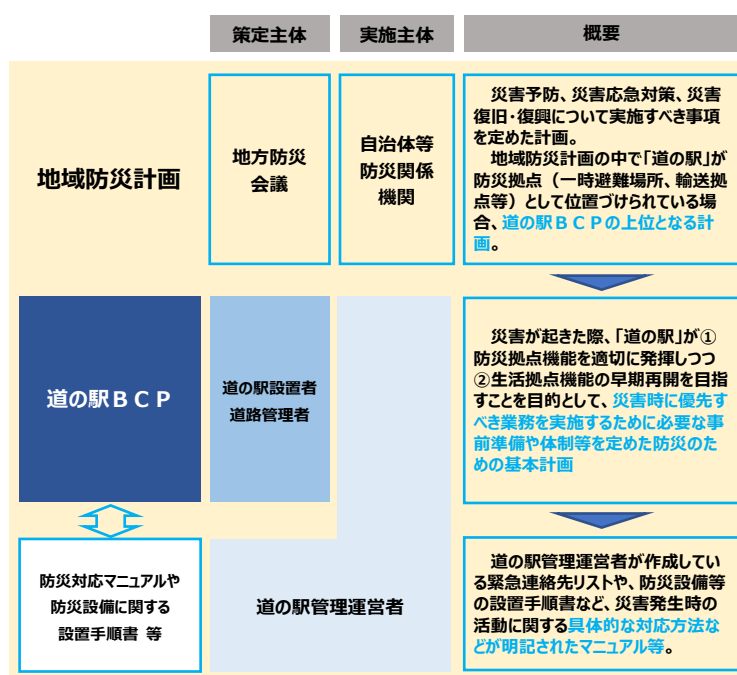 策定主体
実施主体
概要
地域防災計画
地方防災
会議
自治体等
防災関係
機関
災害予防、災害応急対策、災害
復旧・復興について実施すべき事項
を定めた計画。
地域防災計画の中で「道の駅」が
防災拠点（一時避難場所、輸送拠
点等）として位置づけられている場
合、道の駅ＢＣＰの上位となる計
画。
道の駅ＢＣＰ
道の駅設置者
道路管理者
災害が起きた際、「道の駅」が①
防災拠点機能を適切に発揮しつつ
②生活拠点機能の早期再開を目指
すことを目的として、災害時に優先す
べき業務を実施するために必要な事
前準備や体制等を定めた防災のた
めの基本計画
防災対応マニュアルや
防災設備に関する
設置手順書 等
道の駅管理運営者
道の駅管理運営者が作成してい
る緊急連絡先リストや、防災設備等
の設置手順書など、災害発生時の
活動に関する具体的な対応方法な
どが明記されたマニュアル等。